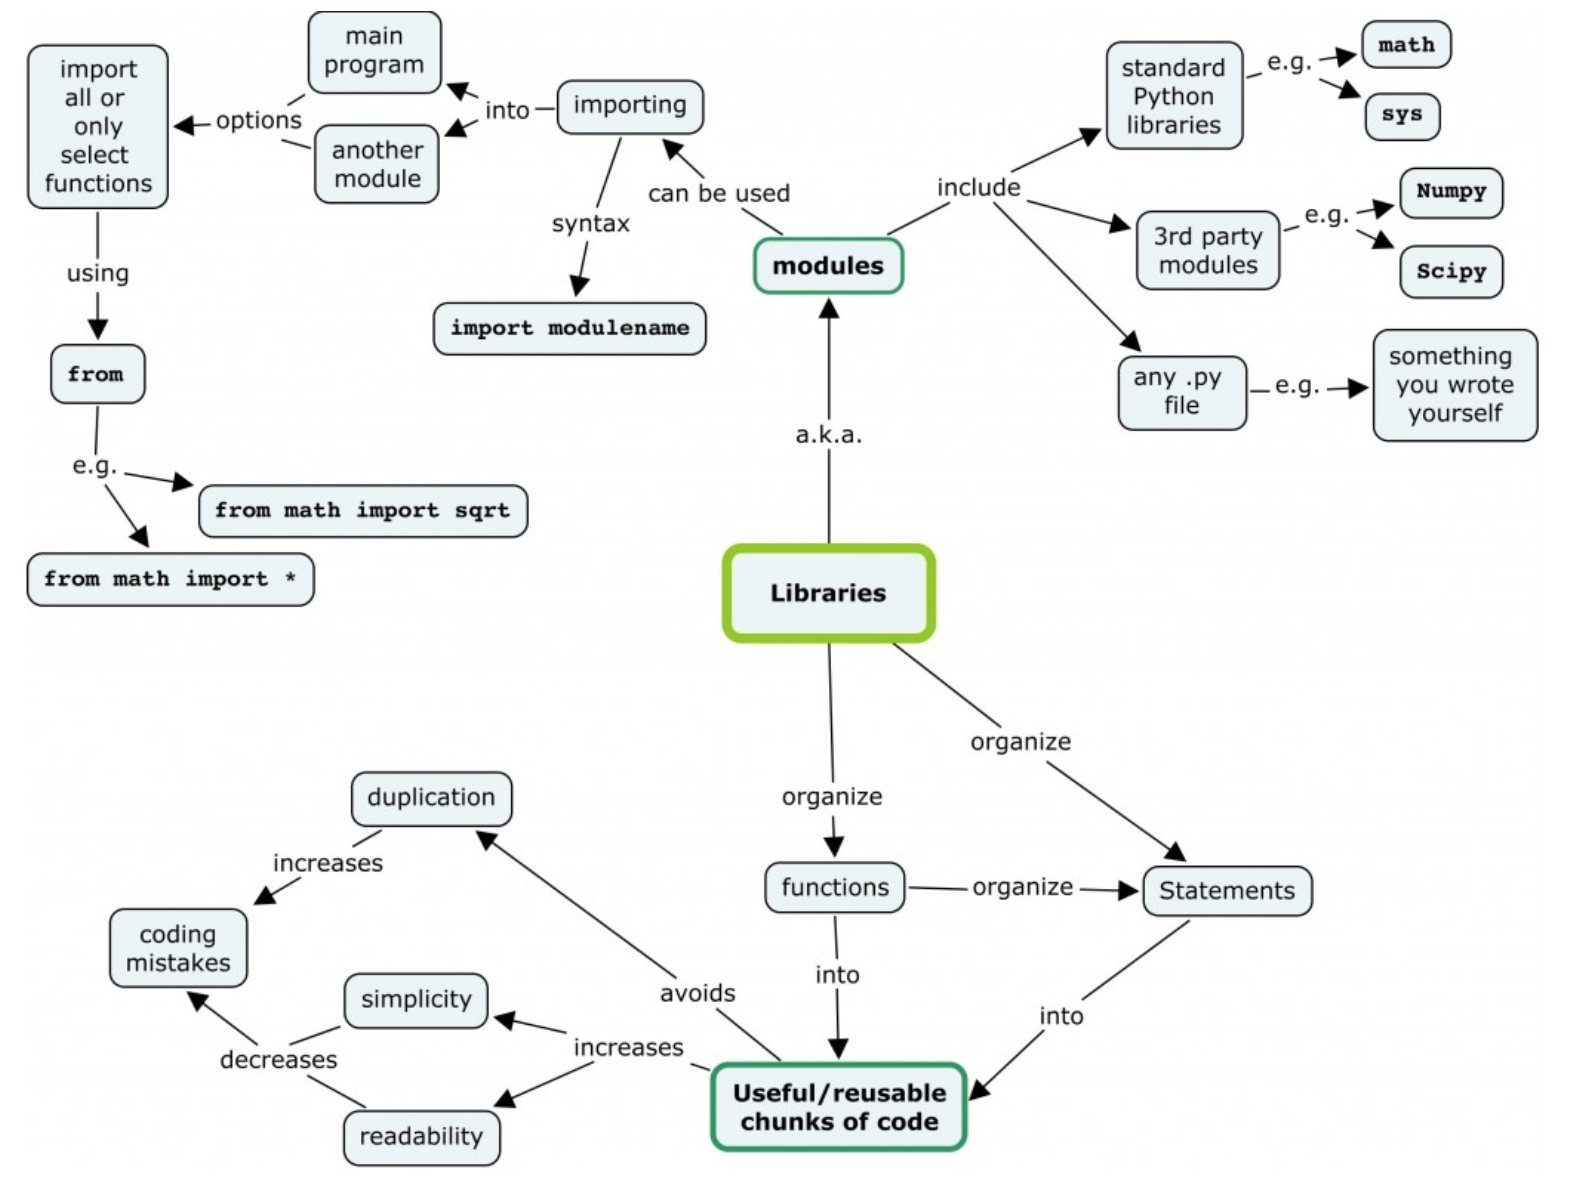 main
program
import
all or
only
select
functions
options
another
module
into
importing
can be used
syntax
import modulename
using
from
e.g.
from math import sqrt
from math import *
modules
include
standard
Python
libraries
e.g.
math
sys
3rd party
modules
e.g.
Numpy
Scipy
any .py
file
e.g.
something
you wrote
yourself
a.k.a.
Libraries
organize
organize
functions
organize
Statements
into
into
Useful/reusable
chunks of code
avoids
duplication
increases
coding
mistakes
increases
simplicity
readability
decreases